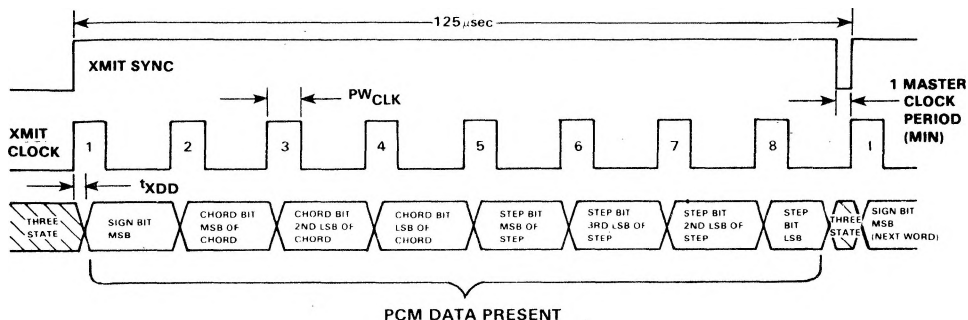 125 μsec
XMIT SYNC
PWCLK
1 MASTER
CLOCK
PERIOD
(MIN)
XMIT
CLOCK
1 2 3 4 5 6 7 8 1
tXDD
THREE
STATE
SIGN BIT
MSB
CHORD BIT
MSB OF
CHORD
CHORD BIT
2ND LSB OF
CHORD
CHORD BIT
LSB OF
CHORD
STEP BIT
MSB OF
STEP
STEP BIT
3RD LSB OF
STEP
STEP BIT
2ND LSB OF
STEP
STEP
BIT
LSB
THREE
STATE
SIGN BIT
MSB
(NEXT WORD)
PCM DATA PRESENT